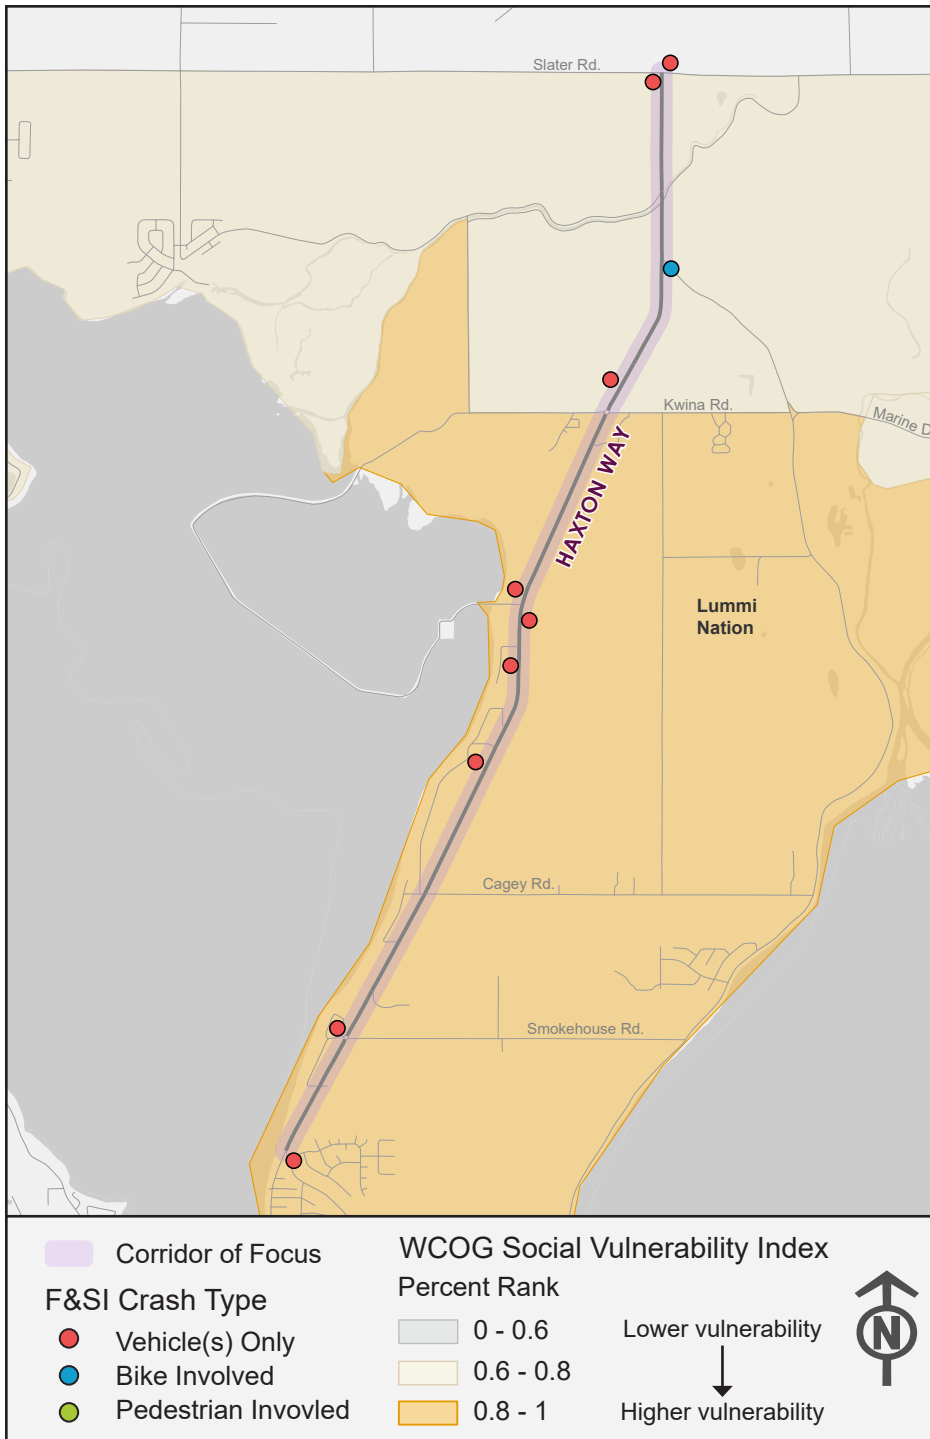 Slater Rd.
Kwina Rd.
Marine D
HAXTON WAY
Lummi
Nation
Cagey Rd.
Smokehouse Rd.
Corridor of Focus
F&SI Crash Type
Vehicle(s) Only
Bike Involved
Pedestrian Invovled
WCOG Social Vulnerability Index
Percent Rank
0 - 0.6
0.6 - 0.8
0.8 - 1
Lower vulnerability
Higher vulnerability
N